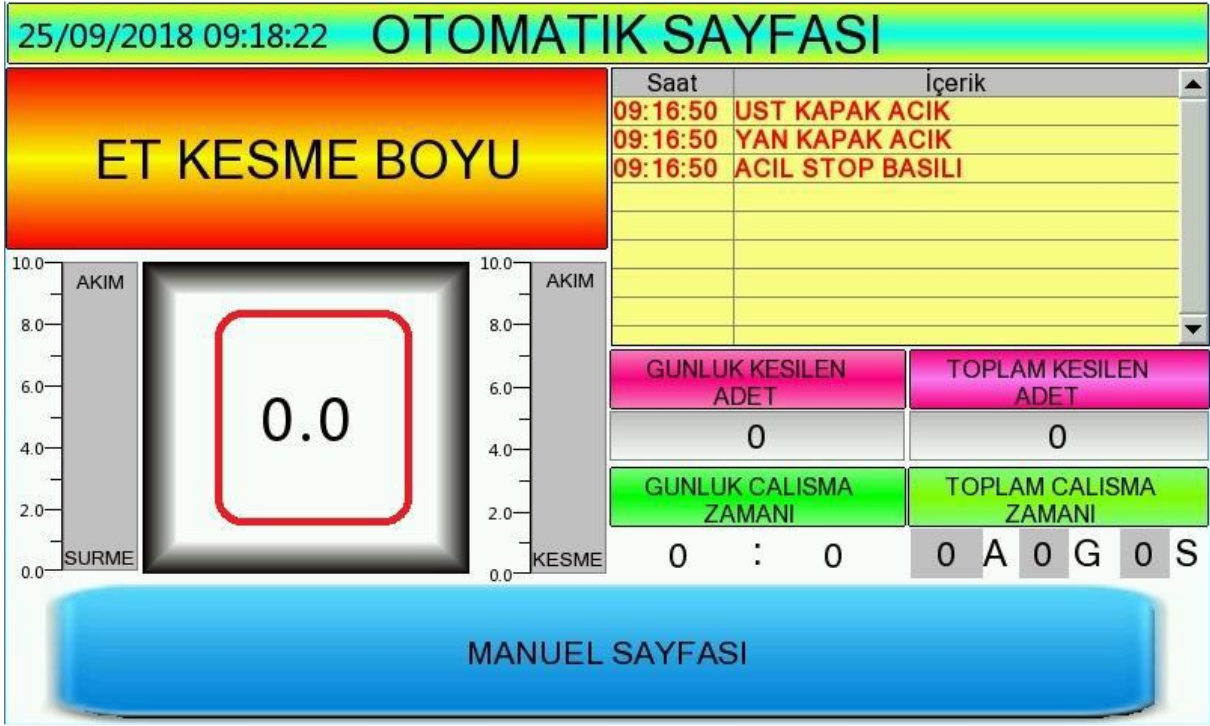 25/09/2018 09:18:22 OTOMATIK SAYFASI
ET KESME BOYU
Saat İçerik
09:16:50 UST KAPAK ACIK
09:16:50 YAN KAPAK ACIK
09:16:50 ACIL STOP BASILI
10.0
AKIM
8.0
6.0
4.0
2.0
SURME
0.0
0.0
10.0
AKIM
8.0
6.0
4.0
2.0
KESME
0.0
GUNLUK KESILEN
ADET
0
TOPLAM KESILEN
ADET
0
GUNLUK CALISMA
ZAMANI
0 : 0
TOPLAM CALISMA
ZAMANI
0 A 0 G 0 S
MANUEL SAYFASI